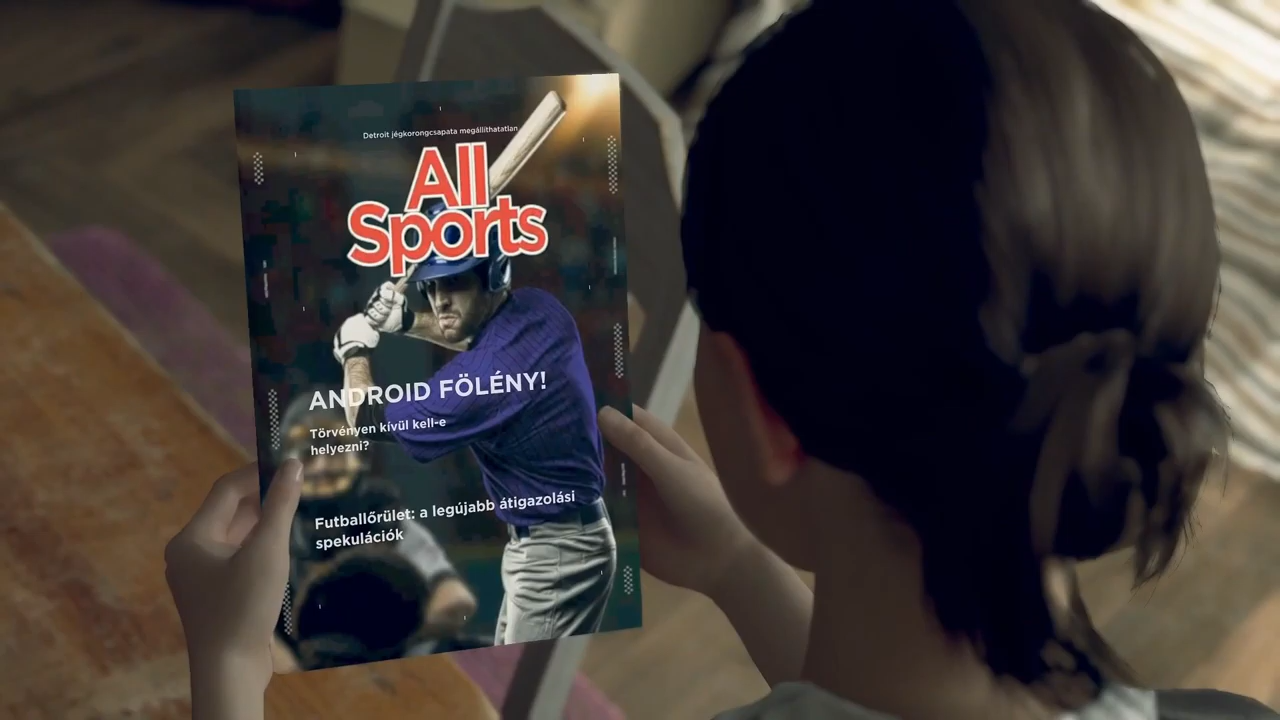 Detroit jégkorongcsapata megállíthatatlan
All
Sports
ANDROID FÖLÉNY!
Törvényen kívül kell-e
helyezni?
Futballőrület: a legújabb átigazolási
spekulációk